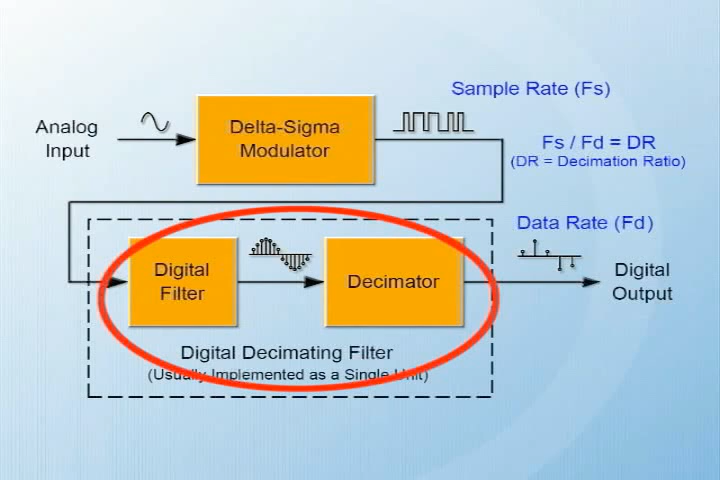 Sample Rate (Fs)
Analog
Input
Delta-Sigma
Modulator
Fs / Fd = DR
(DR = Decimation Ratio)
Data Rate (Fd)
Digital
Filter
Decimator
Digital
Output
Digital Decimating Filter
(Usually Implemented as a Single Unit)